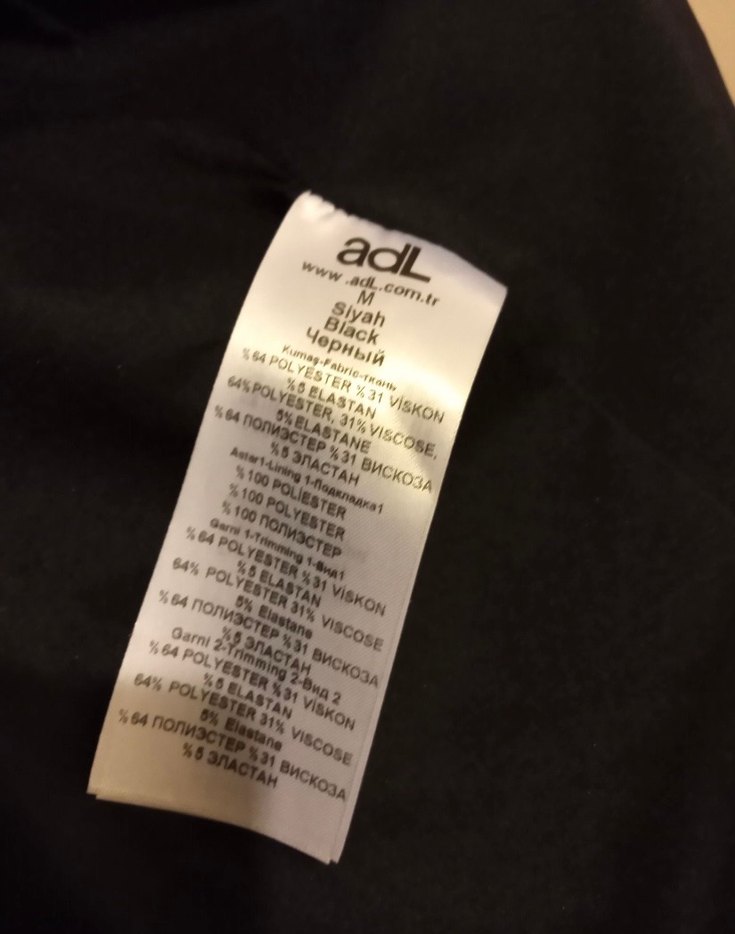 adL
www.adL.com.tr
M
Siyah
Black
Черный
Kumaş-Fabric-ткань
%64 POLYESTER %31 VİSKON
%5 ELASTAN
64% POLYESTER, 31% VISCOSE,
5% ELASTANE
%64 ПОЛИЭСТЕР %31 ВИСКОЗА
%5 ЭЛАСТАН
Astar1-Lining 1-Подкладка1
%100 POLİESTER
%100 POLYESTER
%100 ПОЛИЭСТЕР
Garni 1-Trimming 1-Вид1
%64 POLYESTER %31 VİSKON
%5 ELASTAN
64% POLYESTER 31% VISCOSE
5% Elastane
%64 ПОЛИЭСТЕР %31 ВИСКОЗА
%5 ЭЛАСТАН
Garni 2-Trimming 2-Вид 2
%64 POLYESTER %31 VİSKON
%5 ELASTAN
64% POLYESTER 31% VISCOSE
5% Elastane
%64 ПОЛИЭСТЕР %31 ВИСКОЗА
%5 ЭЛАСТАН